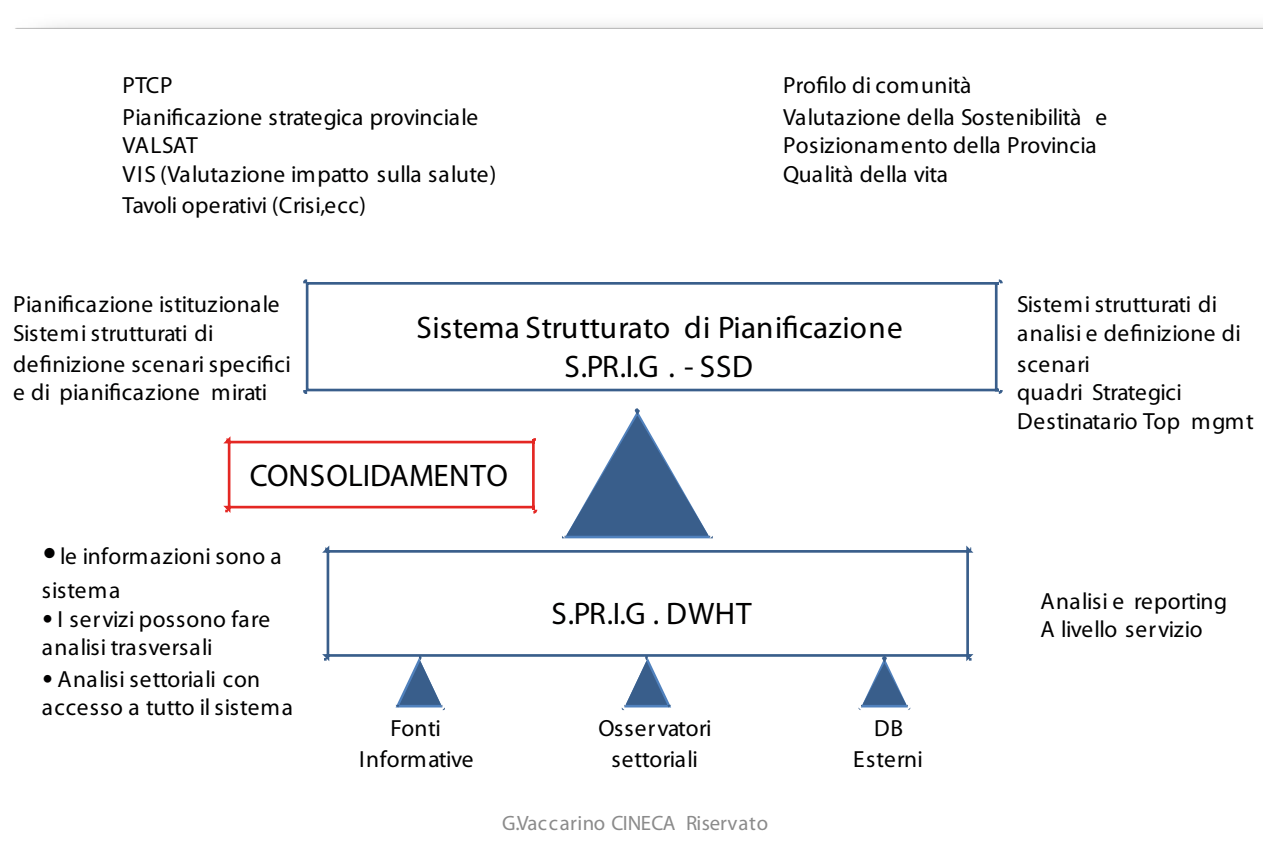 PTCP
Pianificazione strategica provinciale
VALSAT
VIS (Valutazione impatto sulla salute)
Tavoli operativi (Crisi,ecc)
Profilo di comunità
Valutazione della Sostenibilità e
Posizionamento della Provincia
Qualità della vita
Pianificazione istituzionale
Sistemi strutturati di
definizione scenari specifici
e di pianificazione mirati
Sistema Strutturato di Pianificazione
S.PR.I.G . - SSD
Sistemi strutturati di
analisi e definizione di
scenari
quadri Strategici
Destinatario Top mgmt
CONSOLIDAMENTO
• le informazioni sono a
sistema
• I servizi possono fare
analisi trasversali
• Analisi settoriali con
accesso a tutto il sistema
S.PR.I.G . DWHT
Analisi e reporting
A livello servizio
Fonti
Informative
Osservatori
settoriali
DB
Esterni
G.Vaccarino CINECA Riservato